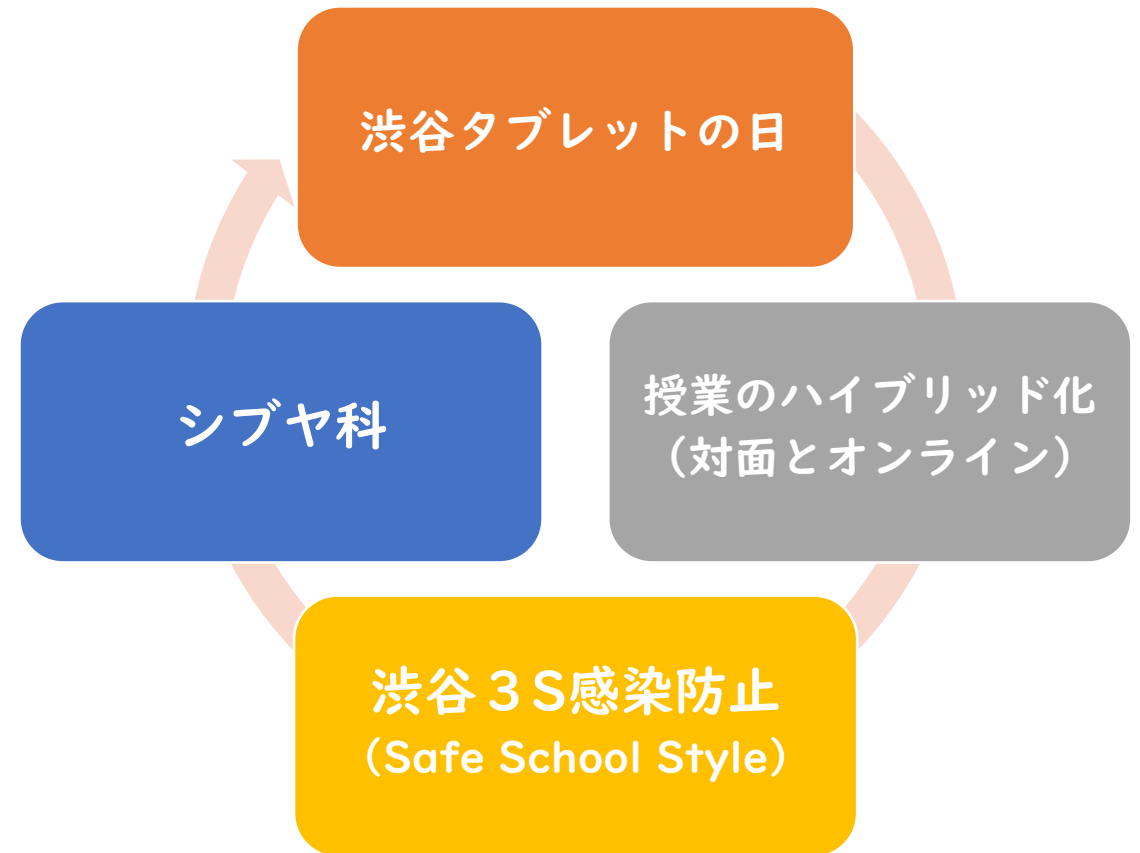 渋谷タブレットの日
授業のハイブリッド化
（対面とオンライン）
渋谷３S感染防止
（Safe School Style）
シブヤ科